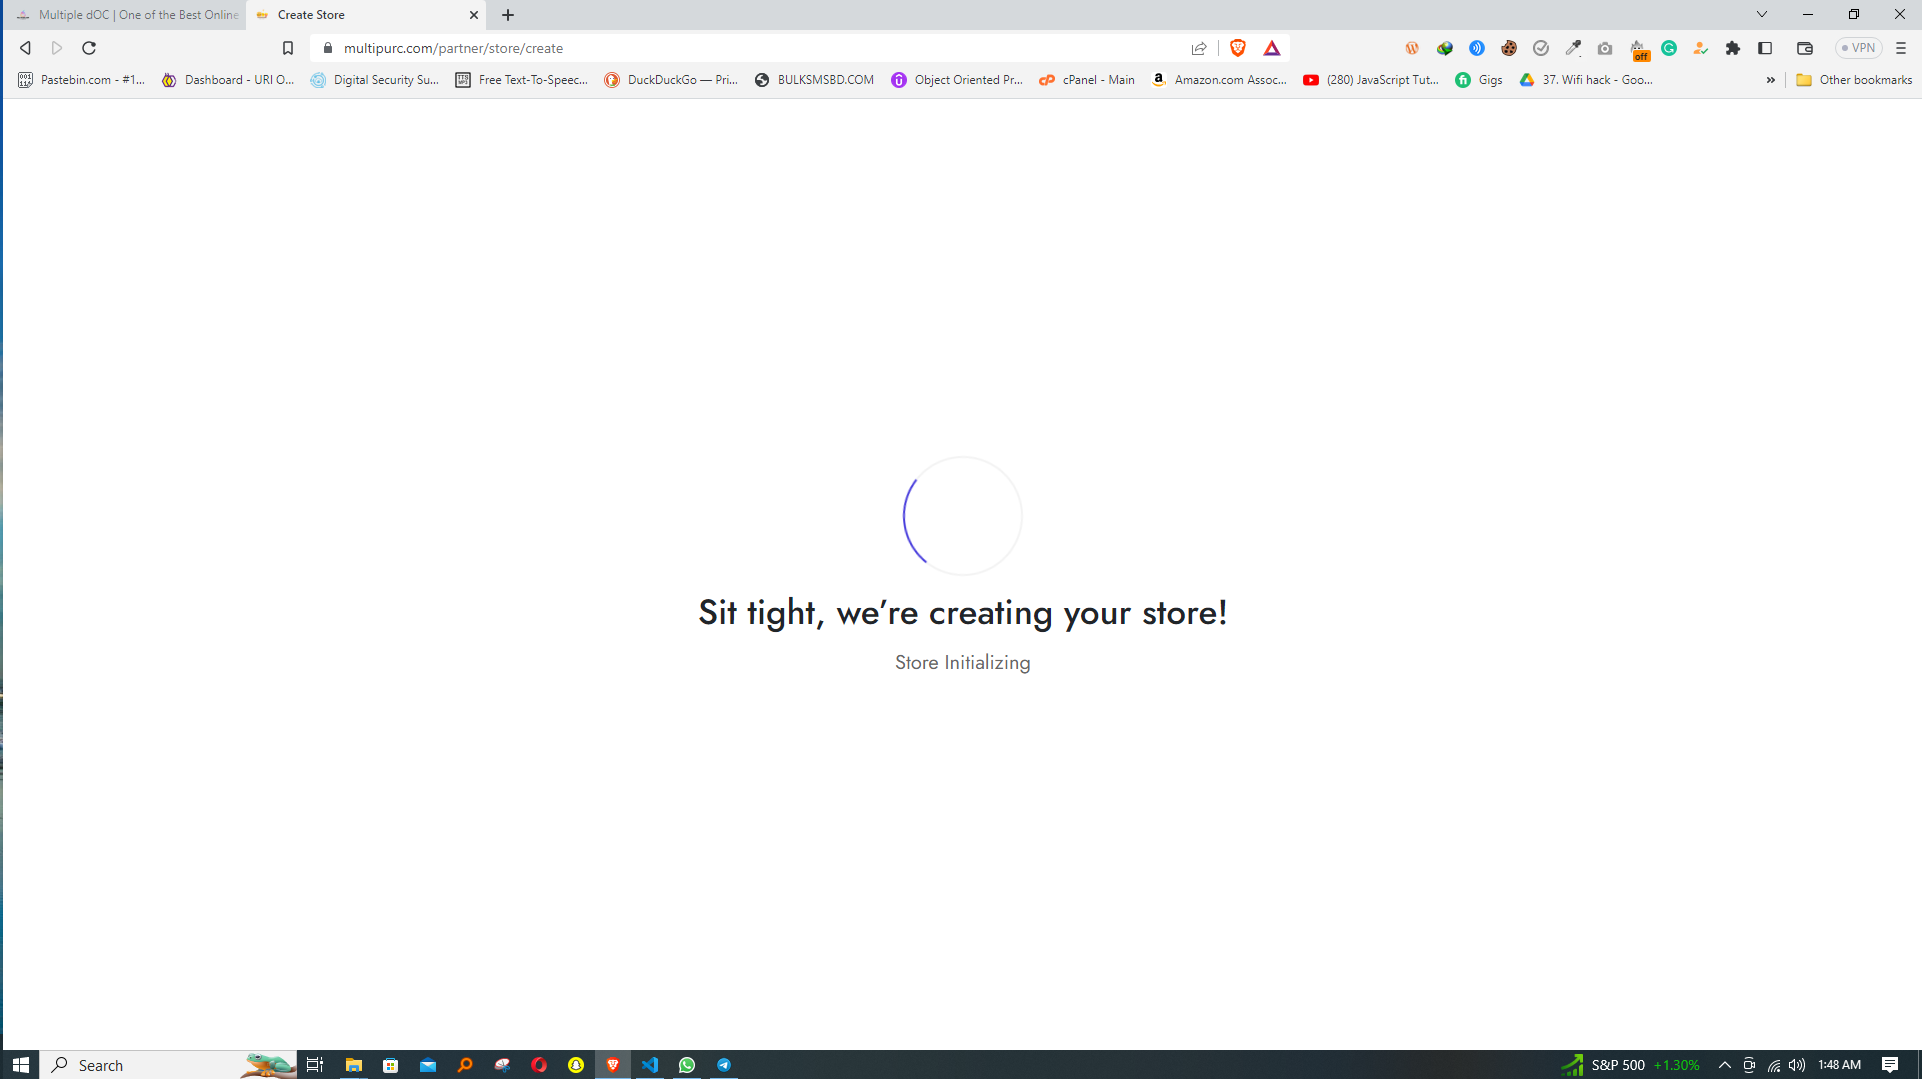 Multiple dOC | One of the Best Online
Create Store
multipurc.com/partner/store/create
off
VPN
Pastebin.com - #1...
Dashboard - URI O...
Digital Security Su...
Free Text-To-Speec...
DuckDuckGo — Pri...
BULKSMSBD.COM
Object Oriented Pr...
cPanel - Main
Amazon.com Assoc...
(280) JavaScript Tut...
Gigs
37. Wifi hack - Goo...
»
Other bookmarks
Sit tight, we’re creating your store!
Store Initializing
Search
S&P 500 +1.30%
1:48 AM